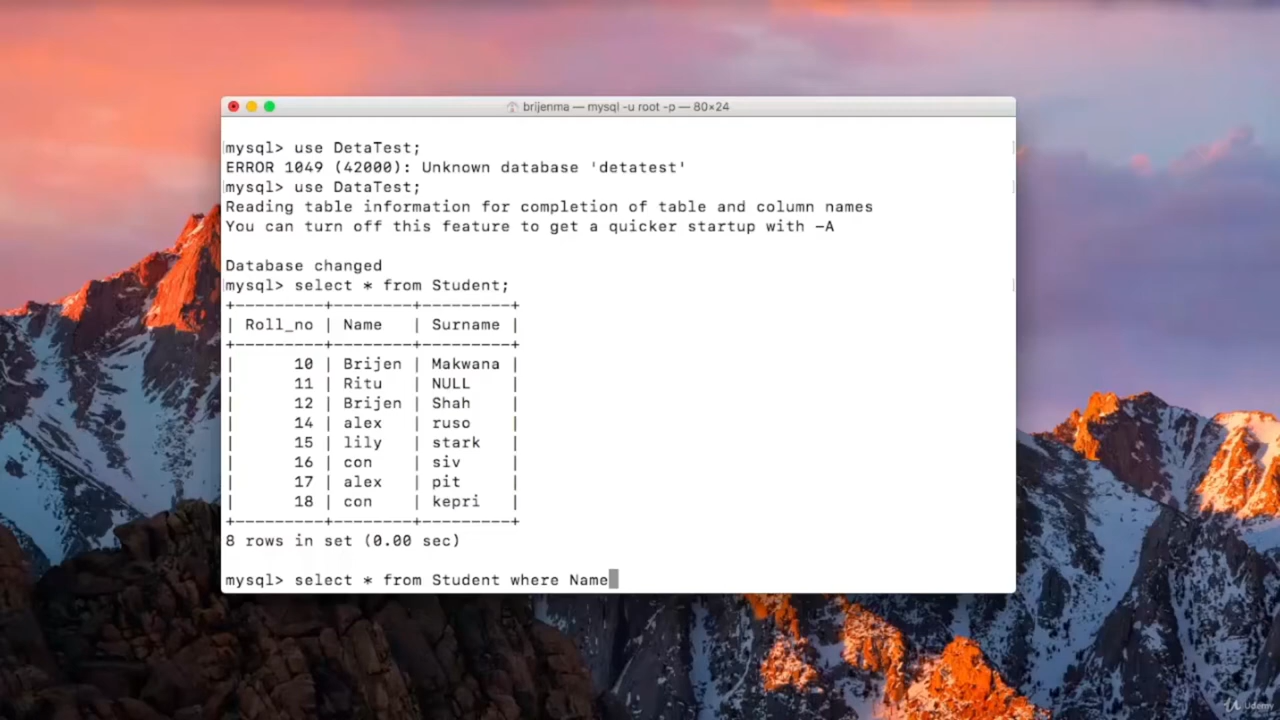 brijenma — mysql -u root -p — 80×24
mysql> use DetaTest;
ERROR 1049 (42000): Unknown database 'detatest'
mysql> use DataTest;
Reading table information for completion of table and column names
You can turn off this feature to get a quicker startup with -A
Database changed
mysql> select * from Student;
+---------+--------+---------+
| Roll_no | Name   | Surname |
+---------+--------+---------+
|      10 | Brijen | Makwana |
|      11 | Ritu   | NULL    |
|      12 | Brijen | Shah    |
|      14 | alex   | ruso    |
|      15 | lily   | stark   |
|      16 | con    | siv     |
|      17 | alex   | pit     |
|      18 | con    | kepri   |
+---------+--------+---------+
8 rows in set (0.00 sec)
mysql> select * from Student where Name
Udemy